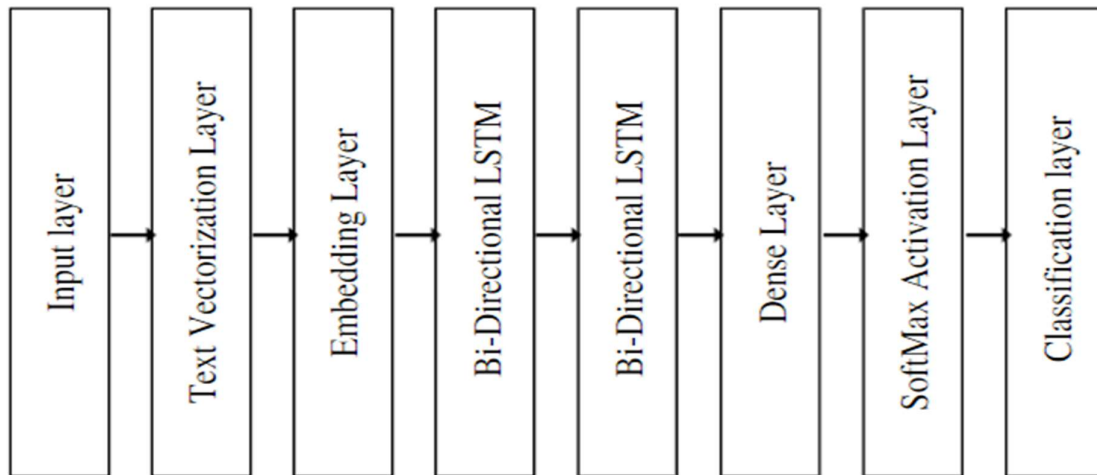 Input layer
Text Vectorization Layer
Embedding Layer
Bi-Directional LSTM
Bi-Directional LSTM
Dense Layer
SoftMax Activation Layer
Classification layer